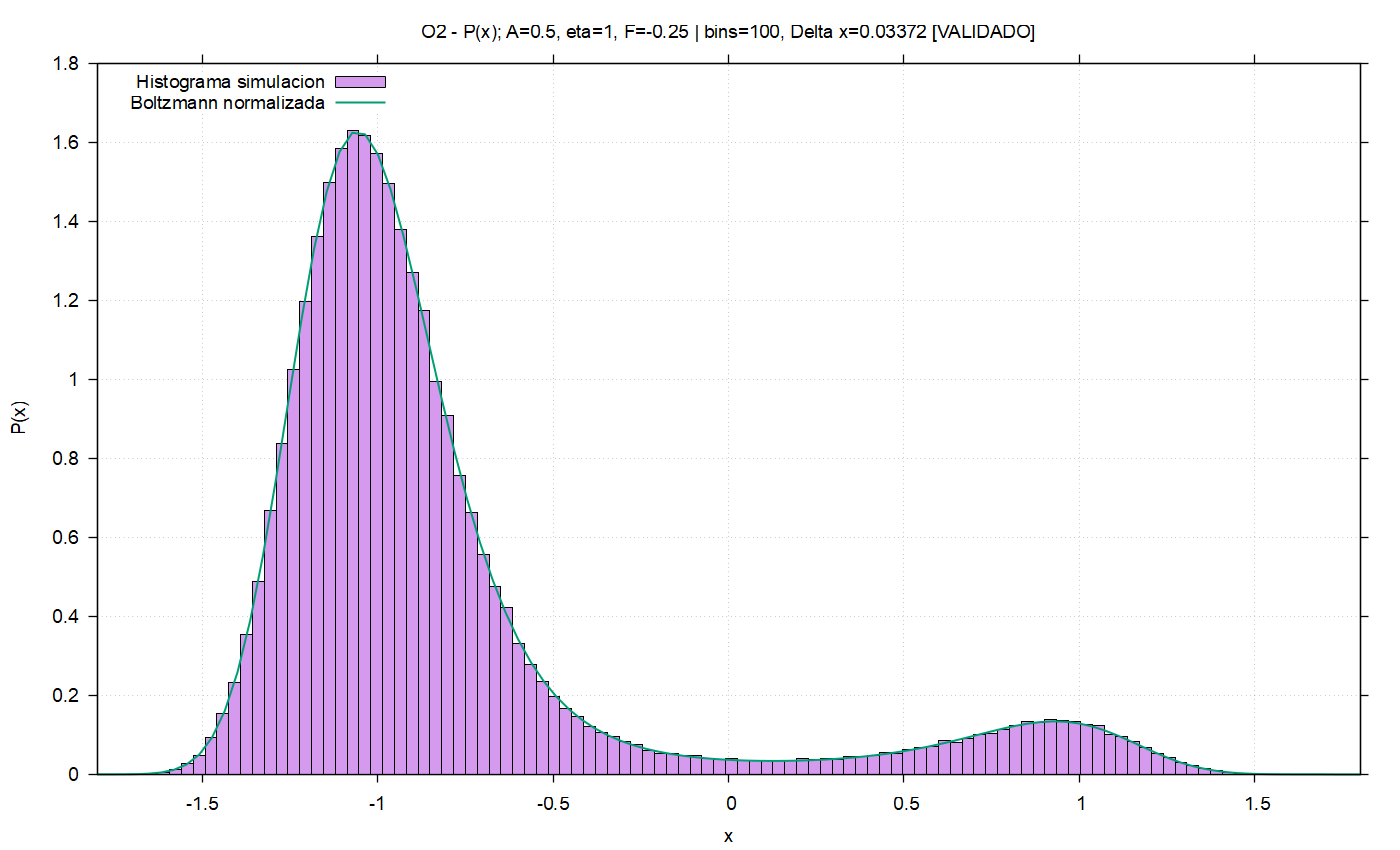 O2 - P(x); A=0.5, eta=1, F=-0.25 | bins=100, Delta x=0.03372 [VALIDADO]
Histograma simulacion
Boltzmann normalizada
1.8
1.6
1.4
1.2
1
0.8
0.6
0.4
0.2
0
P(x)
-1.5 -1 -0.5 0 0.5 1 1.5
x